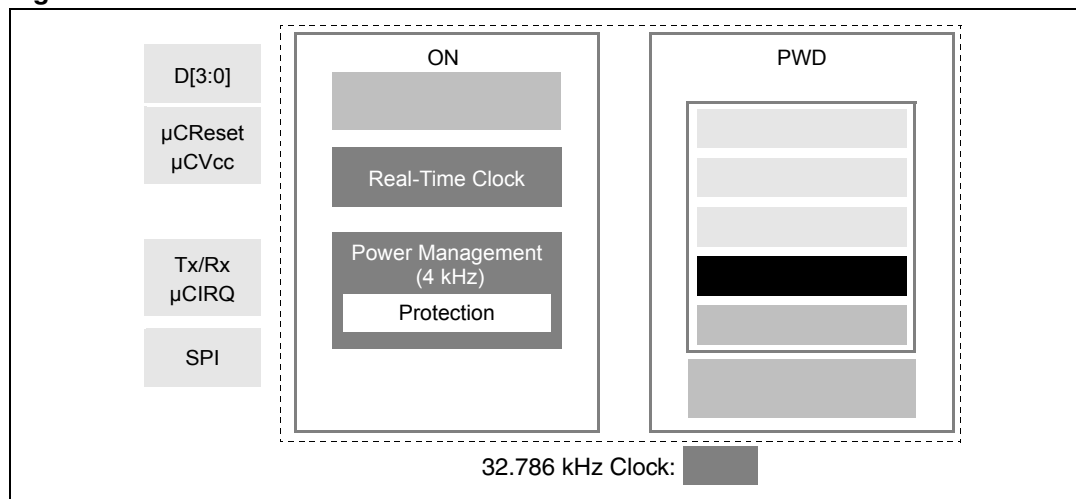 D[3:0]
µCReset
µCVcc
Tx/Rx
µCIRQ
SPI
ON
Real-Time Clock
Power Management
(4 kHz)
Protection
PWD
32.786 kHz Clock: